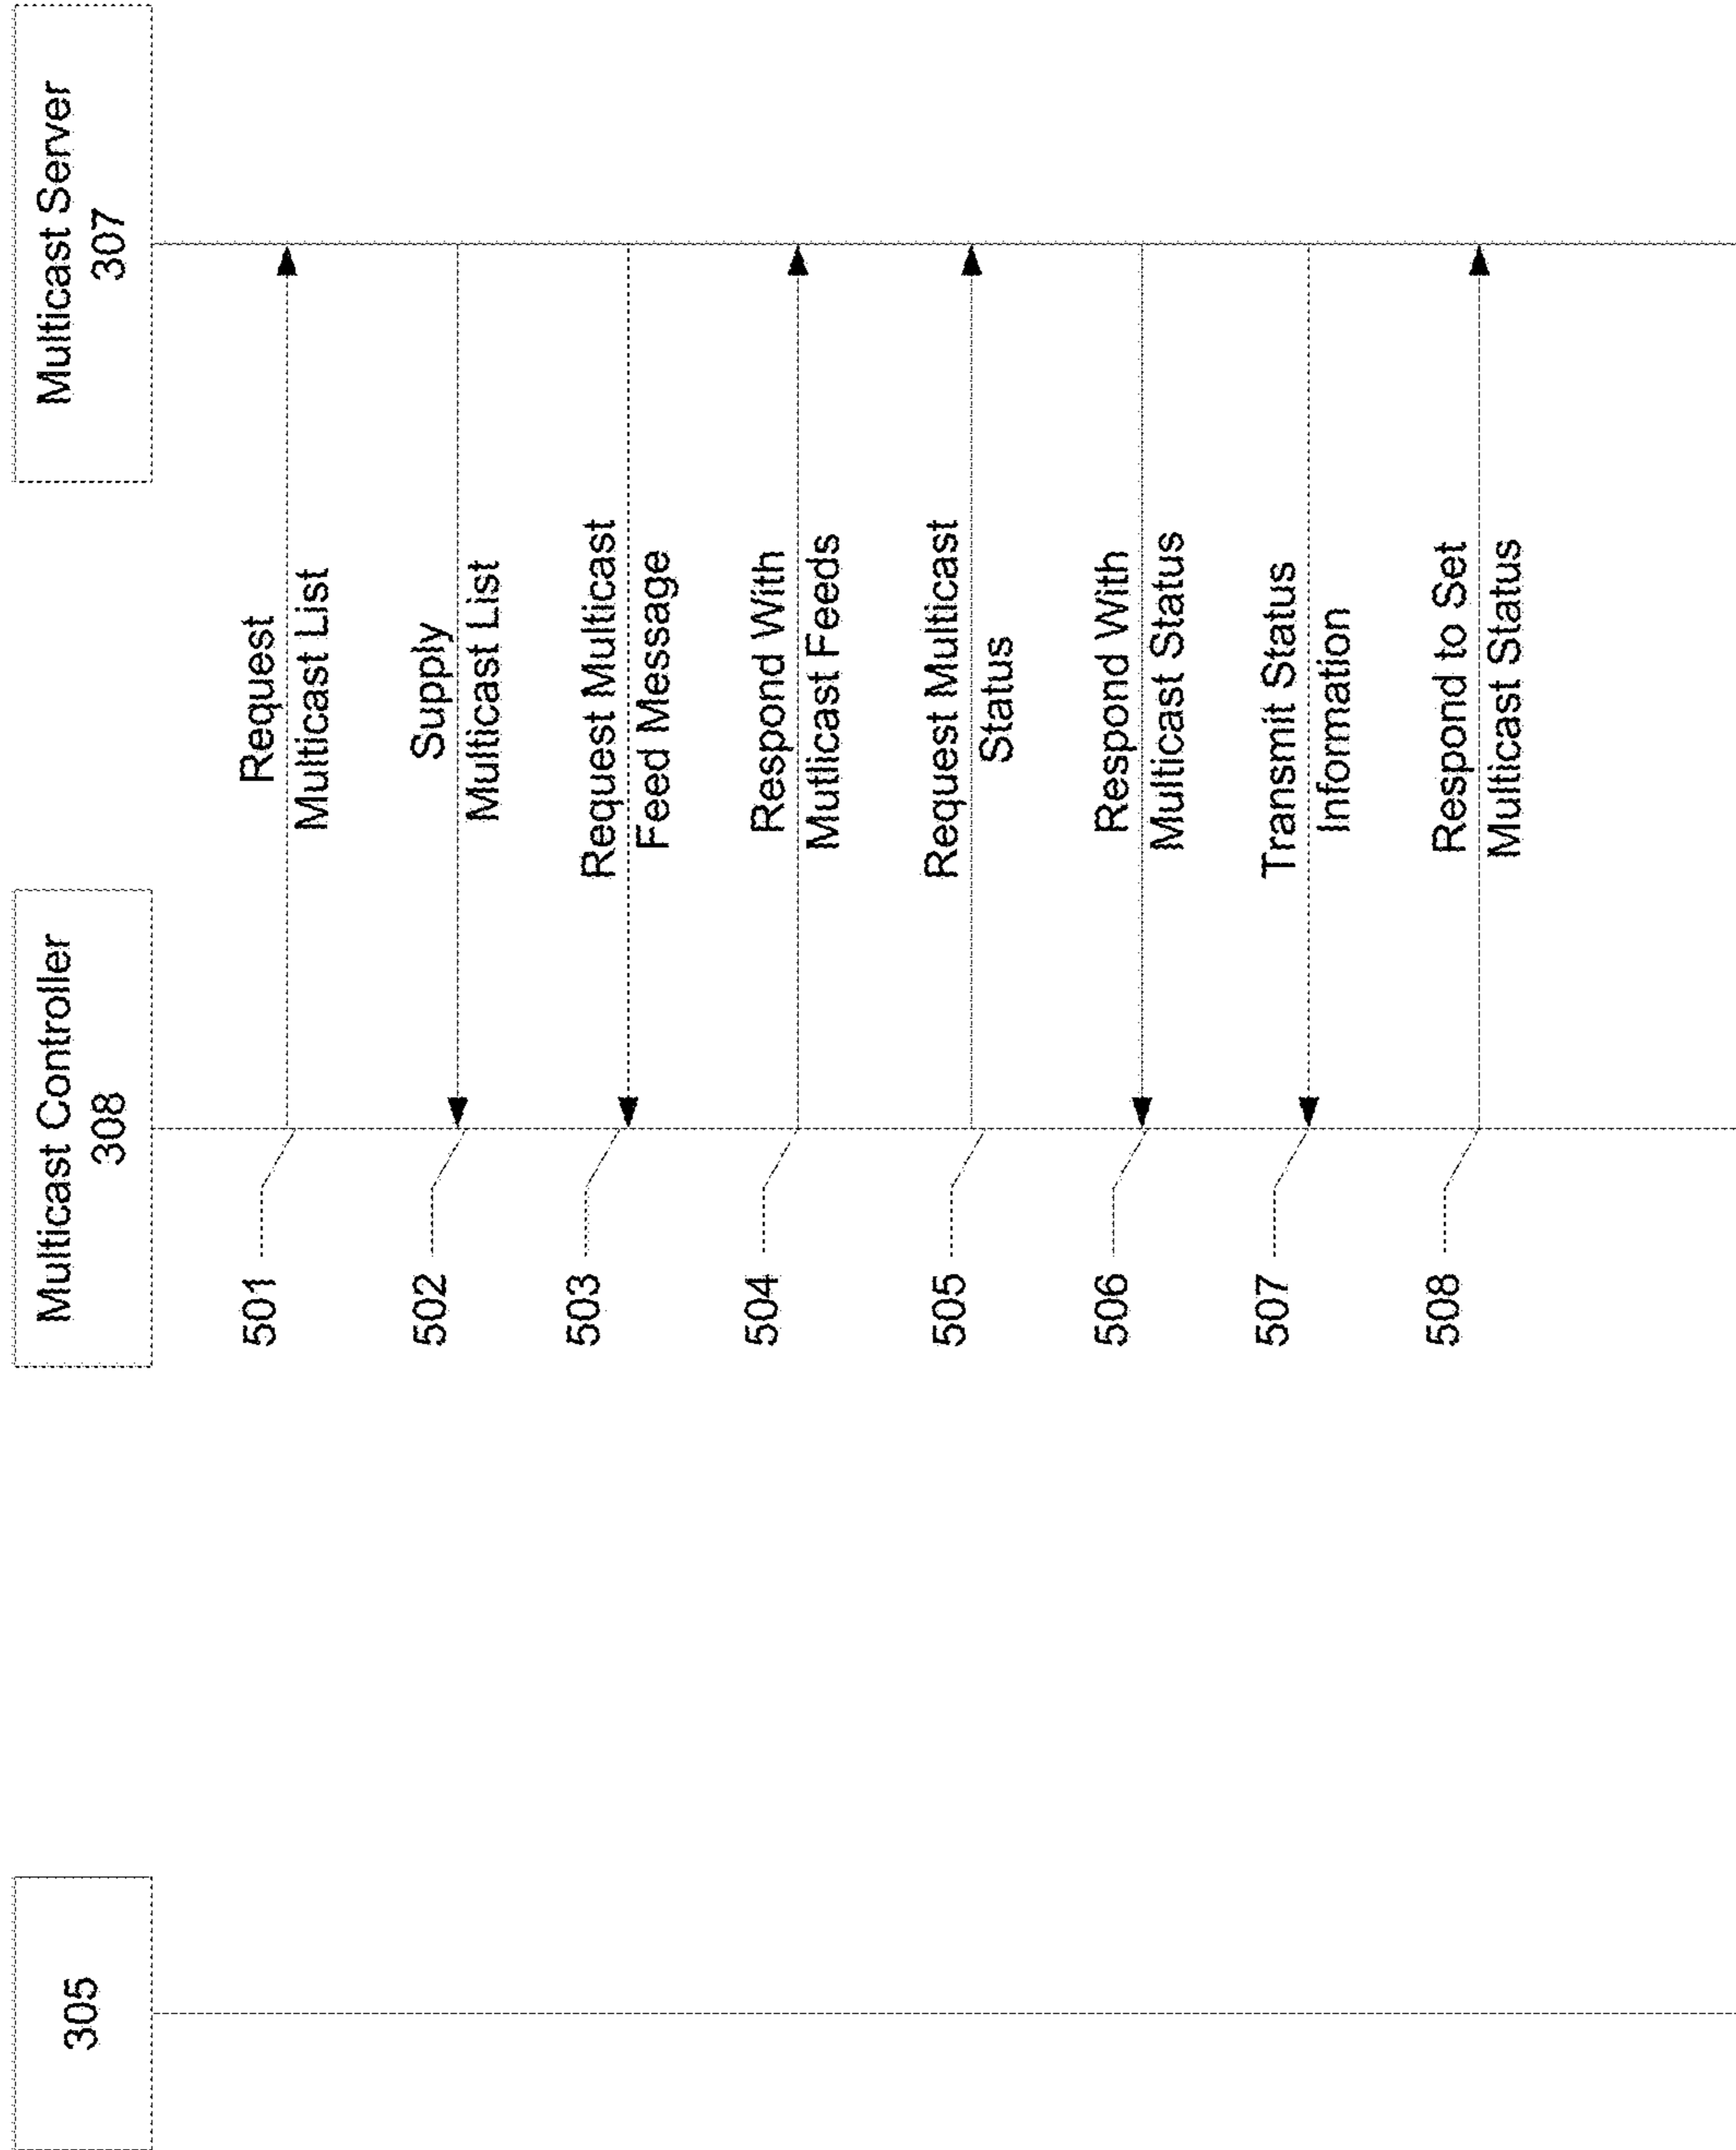 305
Multicast Controller
308
Multicast Server
307
501
Request
Multicast List
502
Supply
Multicast List
503
Request Multicast
Feed Message
504
Respond With
Mutlicast Feeds
505
Request Multicast
Status
506
Respond With
Multicast Status
507
Transmit Status
Information
508
Respond to Set
Multicast Status